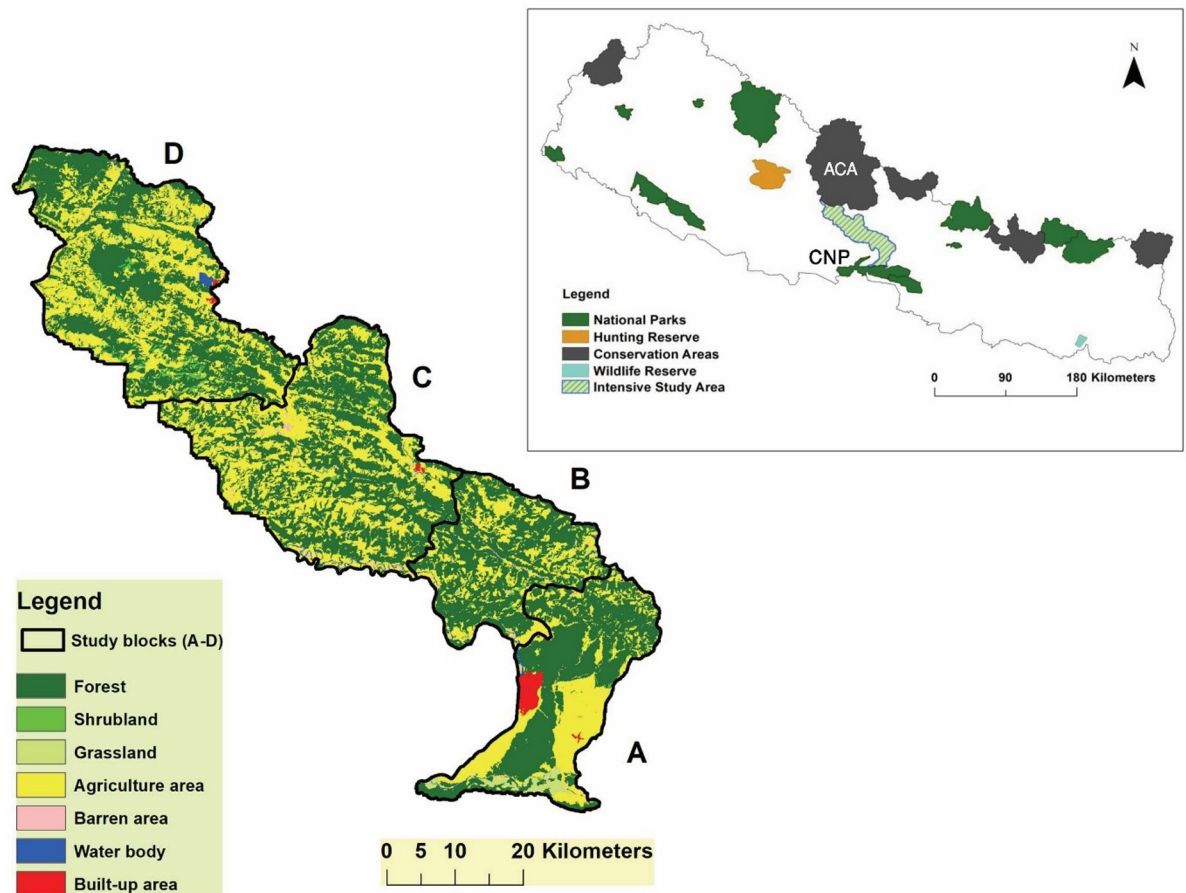 N
ACA
CNP
Legend
National Parks
Hunting Reserve
Conservation Areas
Wildlife Reserve
Intensive Study Area
0 90 180 Kilometers
D
C
B
A
Legend
Study blocks (A-D)
Forest
Shrubland
Grassland
Agriculture area
Barren area
Water body
Built-up area
0 5 10 20 Kilometers